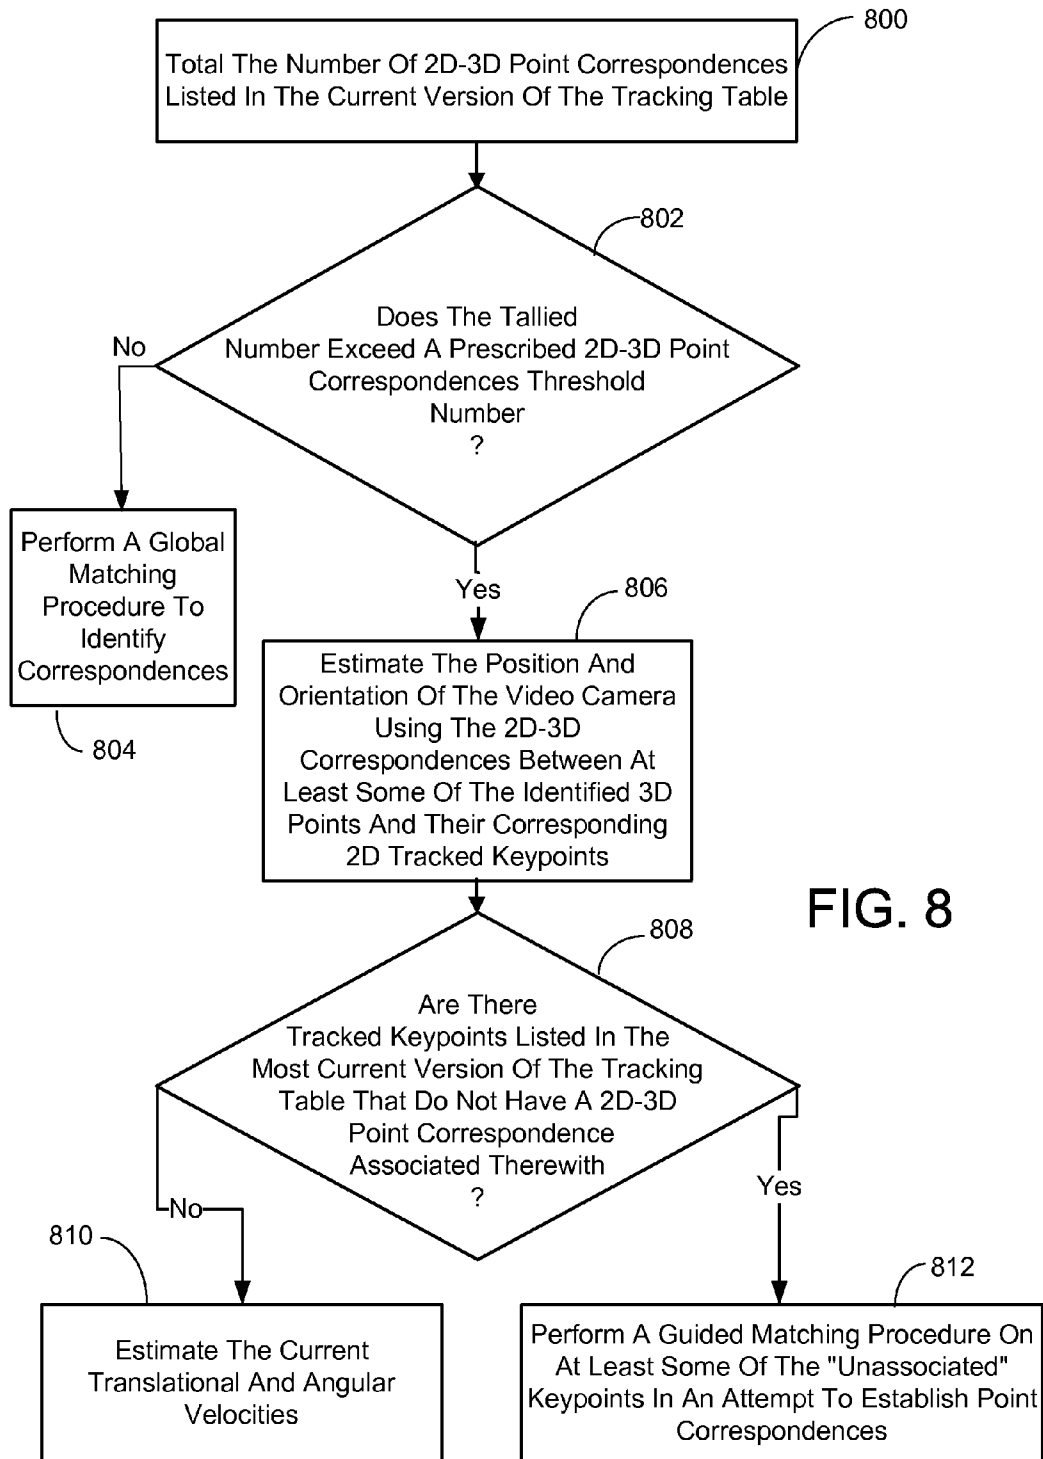 800
Total The Number Of 2D-3D Point Correspondences
Listed In The Current Version Of The Tracking Table
802
Does The Tallied
Number Exceed A Prescribed 2D-3D Point
Correspondences Threshold
Number
?
No
Perform A Global
Matching
Procedure To
Identify
Correspondences
804
Yes
806
Estimate The Position And
Orientation Of The Video Camera
Using The 2D-3D
Correspondences Between At
Least Some Of The Identified 3D
Points And Their Corresponding
2D Tracked Keypoints
FIG. 8
808
Are There
Tracked Keypoints Listed In The
Most Current Version Of The Tracking
Table That Do Not Have A 2D-3D
Point Correspondence
Associated Therewith
?
No
Yes
810
Estimate The Current
Translational And Angular
Velocities
812
Perform A Guided Matching Procedure On
At Least Some Of The "Unassociated"
Keypoints In An Attempt To Establish Point
Correspondences